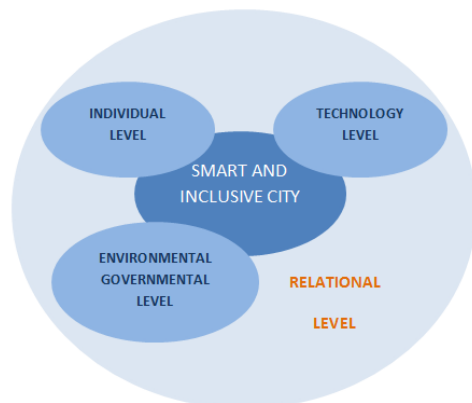 INDIVIDUAL
LEVEL
TECHNOLOGY
LEVEL
SMART AND
INCLUSIVE CITY
ENVIRONMENTAL
GOVERNMENTAL
LEVEL
RELATIONAL
LEVEL